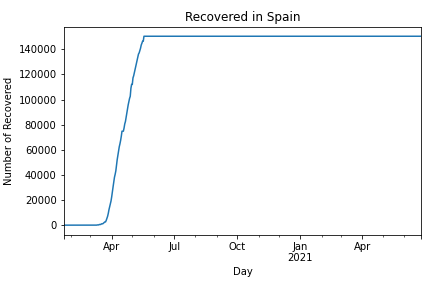 Recovered in Spain
140000
120000
100000
80000
60000
40000
20000
0
Number of Recovered
Apr
Jul
Oct
Jan
2021
Apr
Day